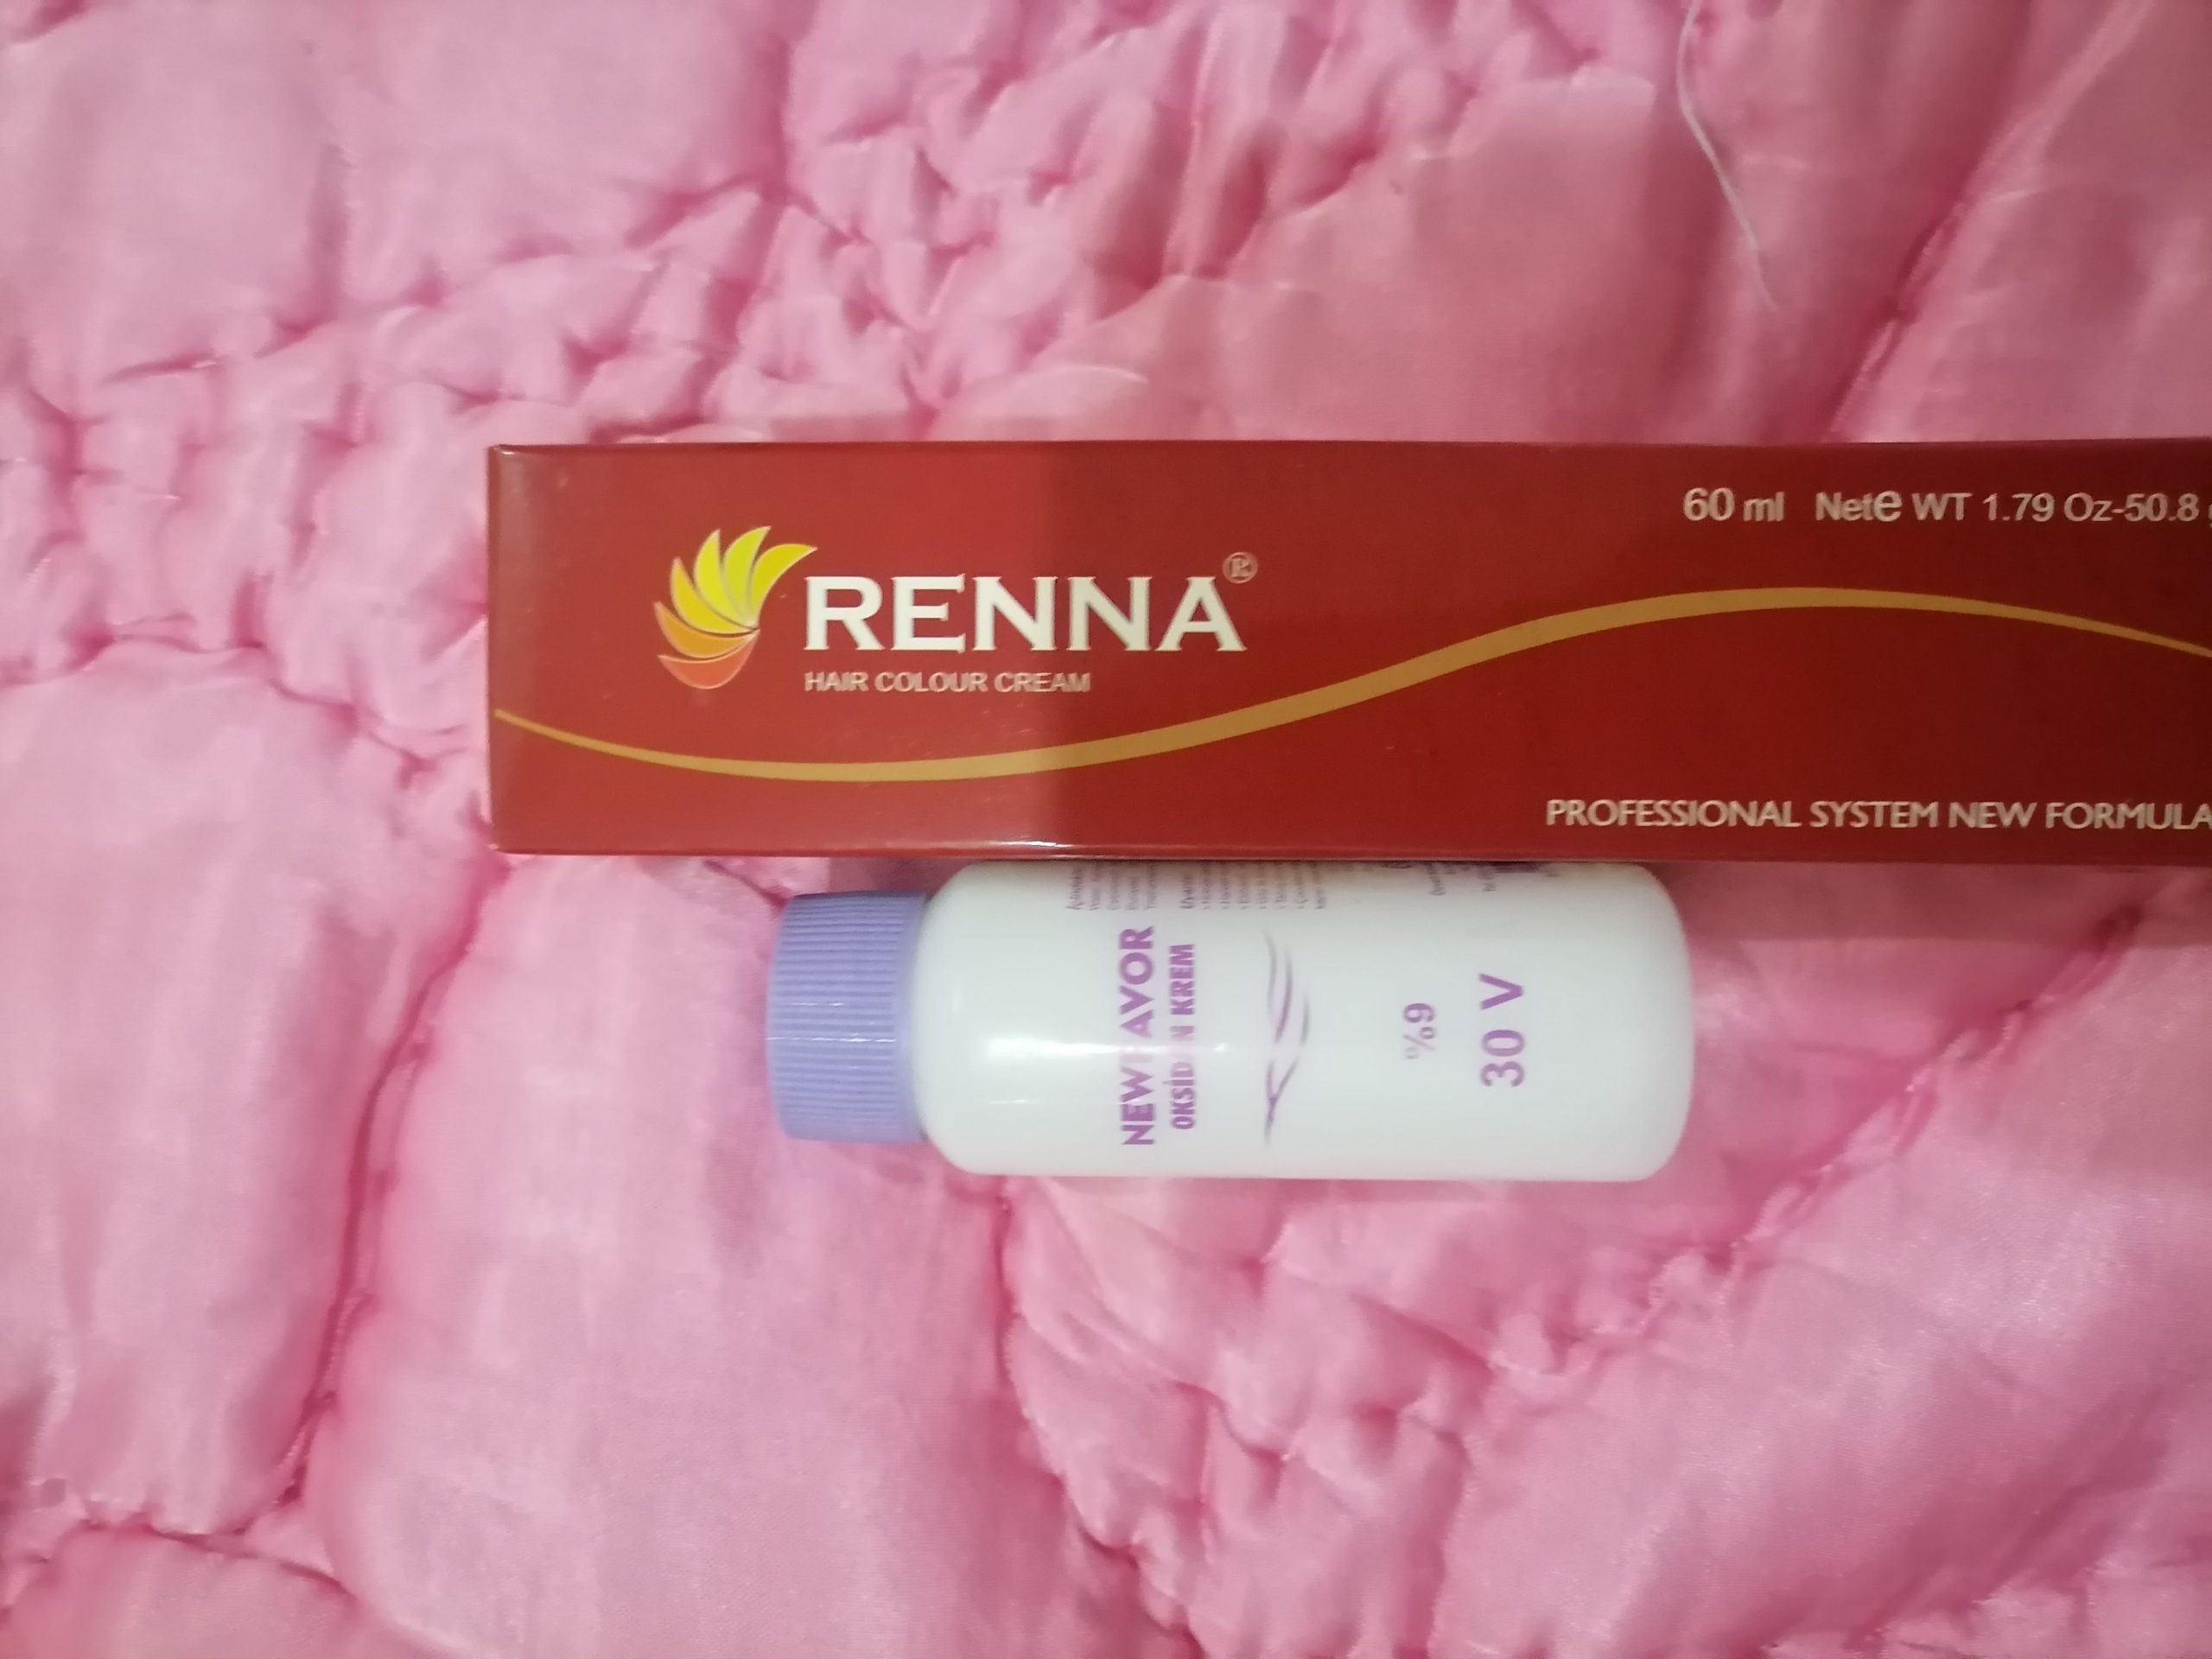 60 ml Nete WT 1.79 Oz-50.8
RENNA®
HAIR COLOUR CREAM
PROFESSIONAL SYSTEM NEW FORMULA
NEW FAVOR
OKSİDAN KREM
%9
30 V